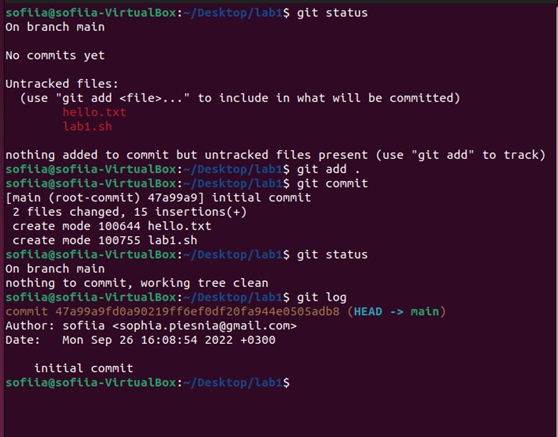 sofiia@sofiia-VirtualBox:~/Desktop/lab1$ git status
On branch main

No commits yet

Untracked files:
  (use "git add <file>..." to include in what will be committed)
        hello.txt
        lab1.sh

nothing added to commit but untracked files present (use "git add" to track)
sofiia@sofiia-VirtualBox:~/Desktop/lab1$ git add .
sofiia@sofiia-VirtualBox:~/Desktop/lab1$ git commit
[main (root-commit) 47a99a9] initial commit
 2 files changed, 15 insertions(+)
 create mode 100644 hello.txt
 create mode 100755 lab1.sh
sofiia@sofiia-VirtualBox:~/Desktop/lab1$ git status
On branch main
nothing to commit, working tree clean
sofiia@sofiia-VirtualBox:~/Desktop/lab1$ git log
commit 47a99a9fd0a90219ff6ef0df20fa944e0505adb8 (HEAD -> main)
Author: sofiia <sophia.piesnia@gmail.com>
Date:   Mon Sep 26 16:08:54 2022 +0300

    initial commit
sofiia@sofiia-VirtualBox:~/Desktop/lab1$